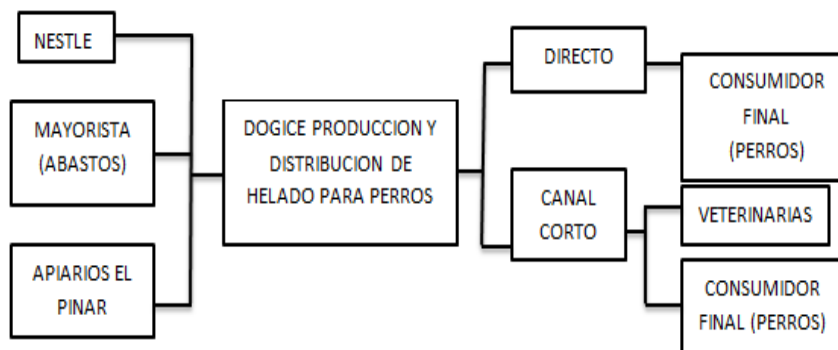 NESTLE
MAYORISTA
(ABASTOS)
APIARIOS EL
PINAR
DOGICE PRODUCCION Y
DISTRIBUCION DE
HELADO PARA PERROS
DIRECTO
CONSUMIDOR
FINAL
(PERROS)
CANAL
CORTO
VETERINARIAS
CONSUMIDOR
FINAL (PERROS)